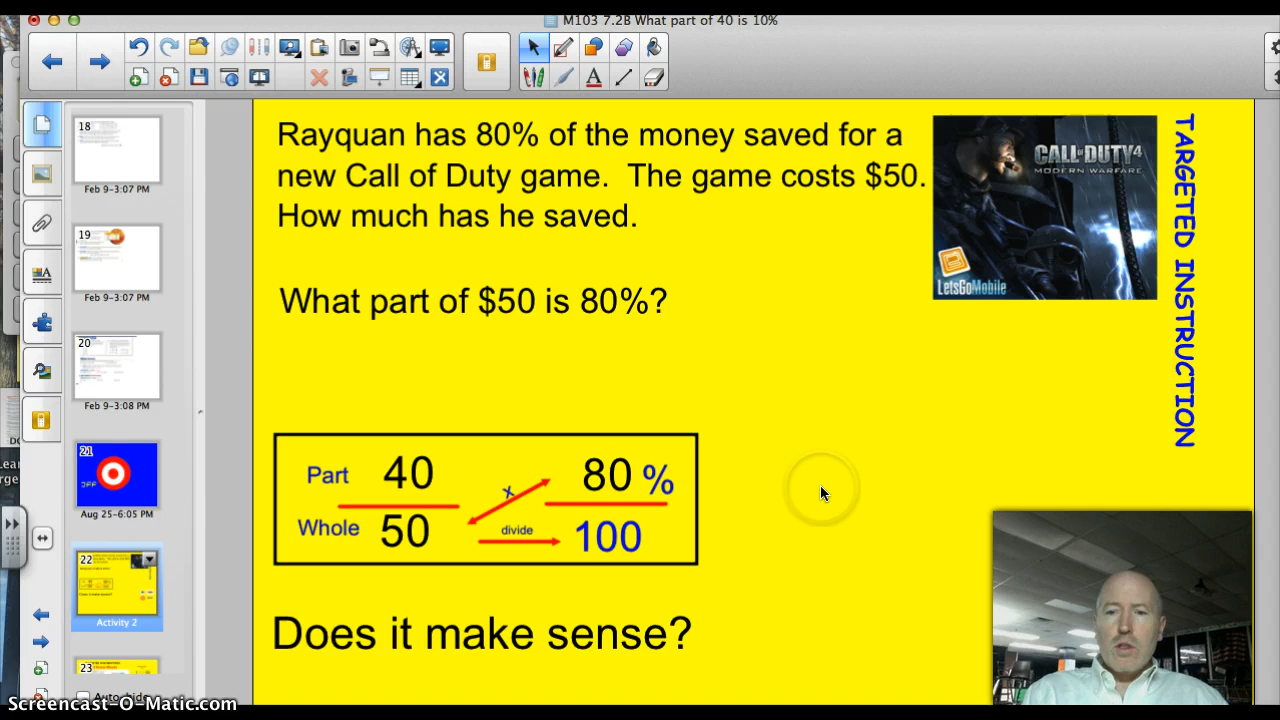 M103 7.2B What part of 40 is 10%
18
Feb 9-3:07 PM
19
Feb 9-3:07 PM
20
Feb 9-3:08 PM
21
Aug 25-6:05 PM
22
Activity 2
23
Rayquan has 80% of the money saved for a
new Call of Duty game. The game costs $50.
How much has he saved.
What part of $50 is 80%?
Part 40 x 80 %
Whole 50 divide 100
Does it make sense?
CALL OF DUTY 4
MODERN WARFARE
LetsGoMobile
TARGETED INSTRUCTION
Screencast-O-Matic.com